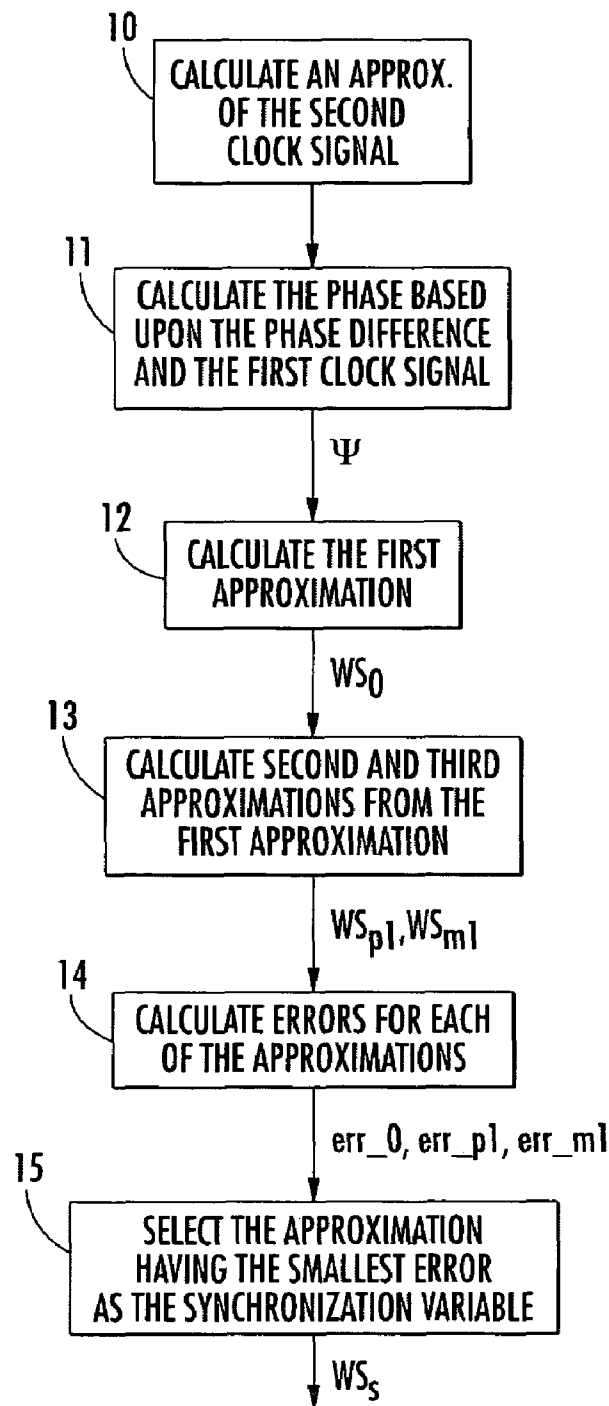 10
CALCULATE AN APPROX.
OF THE SECOND
CLOCK SIGNAL
11
CALCULATE THE PHASE BASED
UPON THE PHASE DIFFERENCE
AND THE FIRST CLOCK SIGNAL
Ψ
12
CALCULATE THE FIRST
APPROXIMATION
WS0
13
CALCULATE SECOND AND THIRD
APPROXIMATIONS FROM THE
FIRST APPROXIMATION
WSp1,WSm1
14
CALCULATE ERRORS FOR EACH
OF THE APPROXIMATIONS
err_0, err_p1, err_m1
15
SELECT THE APPROXIMATION
HAVING THE SMALLEST ERROR
AS THE SYNCHRONIZATION VARIABLE
WSs